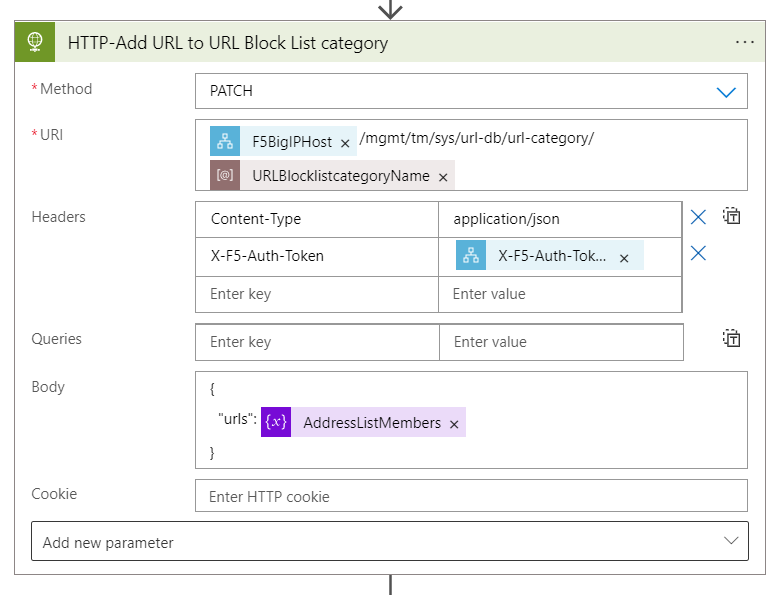 HTTP-Add URL to URL Block List category
* Method
PATCH
* URI
F5BigIPHost × /mgmt/tm/sys/url-db/url-category/
[@] URLBlocklistcategoryName ×
Headers
Content-Type application/json
X-F5-Auth-Token X-F5-Auth-Tok... ×
Enter key Enter value
Queries
Enter key Enter value
Body
{
"urls": {x} AddressListMembers ×
}
Cookie
Enter HTTP cookie
Add new parameter